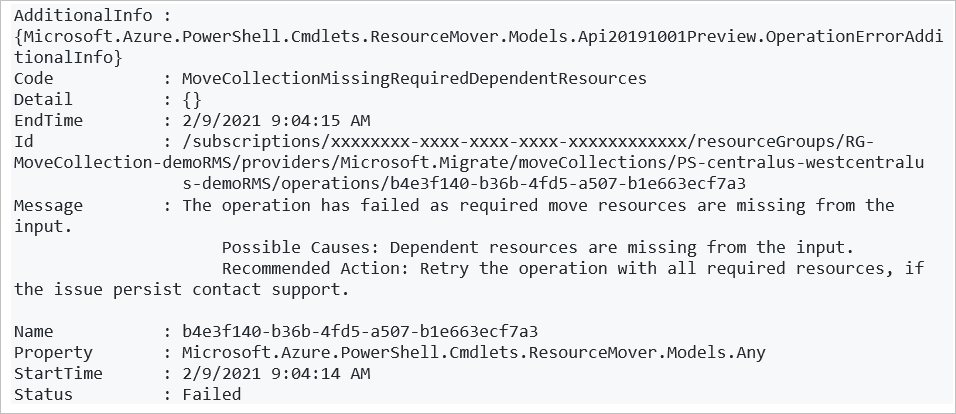 AdditionalInfo :
{Microsoft.Azure.PowerShell.Cmdlets.ResourceMover.Models.Api20191001Preview.OperationErrorAddi
tionalInfo}
Code : MoveCollectionMissingRequiredDependentResources
Detail : {}
EndTime : 2/9/2021 9:04:15 AM
Id : /subscriptions/xxxxxxxx-xxxx-xxxx-xxxx-xxxxxxxxxxxx/resourceGroups/RG-
MoveCollection-demoRMS/providers/Microsoft.Migrate/moveCollections/PS-centralus-westcentralu
s-demoRMS/operations/b4e3f140-b36b-4fd5-a507-b1e663ecf7a3
Message : The operation has failed as required move resources are missing from the
input.
Possible Causes: Dependent resources are missing from the input.
Recommended Action: Retry the operation with all required resources, if
the issue persist contact support.
Name : b4e3f140-b36b-4fd5-a507-b1e663ecf7a3
Property : Microsoft.Azure.PowerShell.Cmdlets.ResourceMover.Models.Any
StartTime : 2/9/2021 9:04:14 AM
Status : Failed